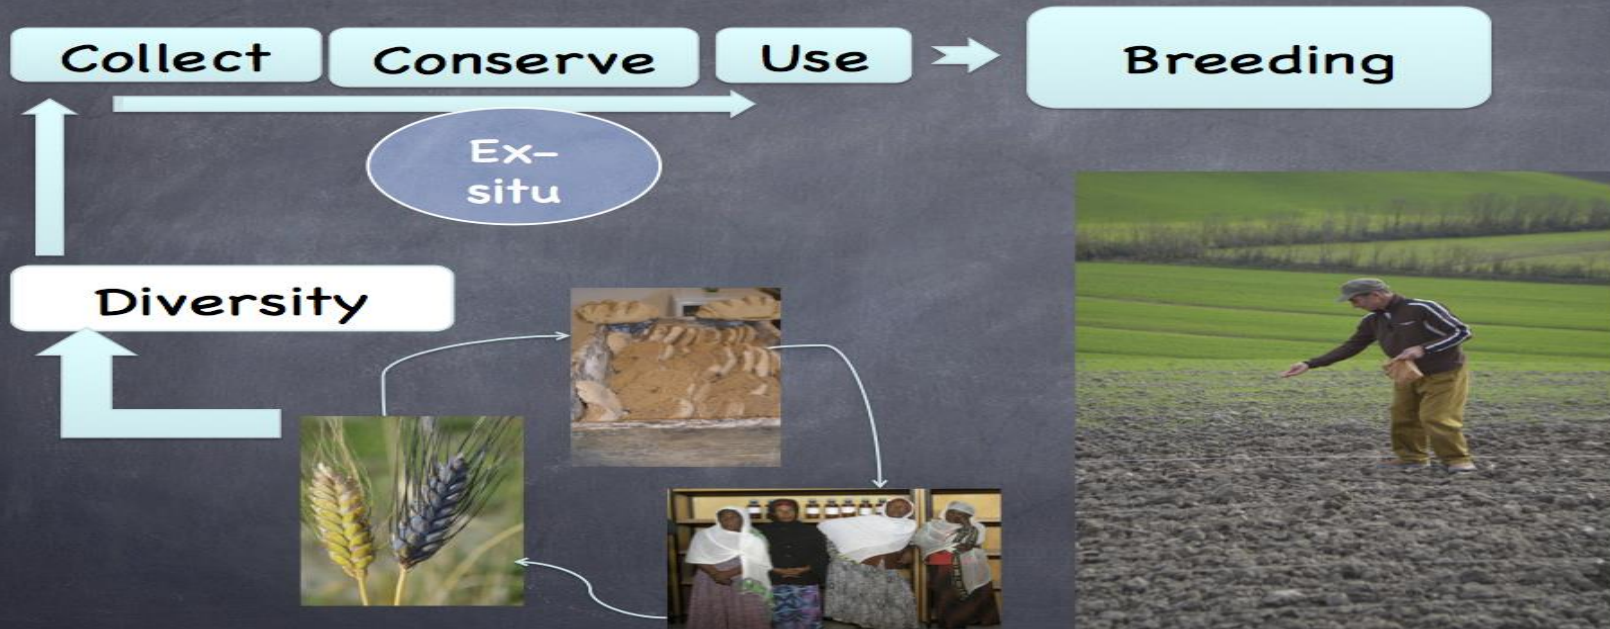 Collect
Conserve
Use
Breeding
Ex-
situ
Diversity